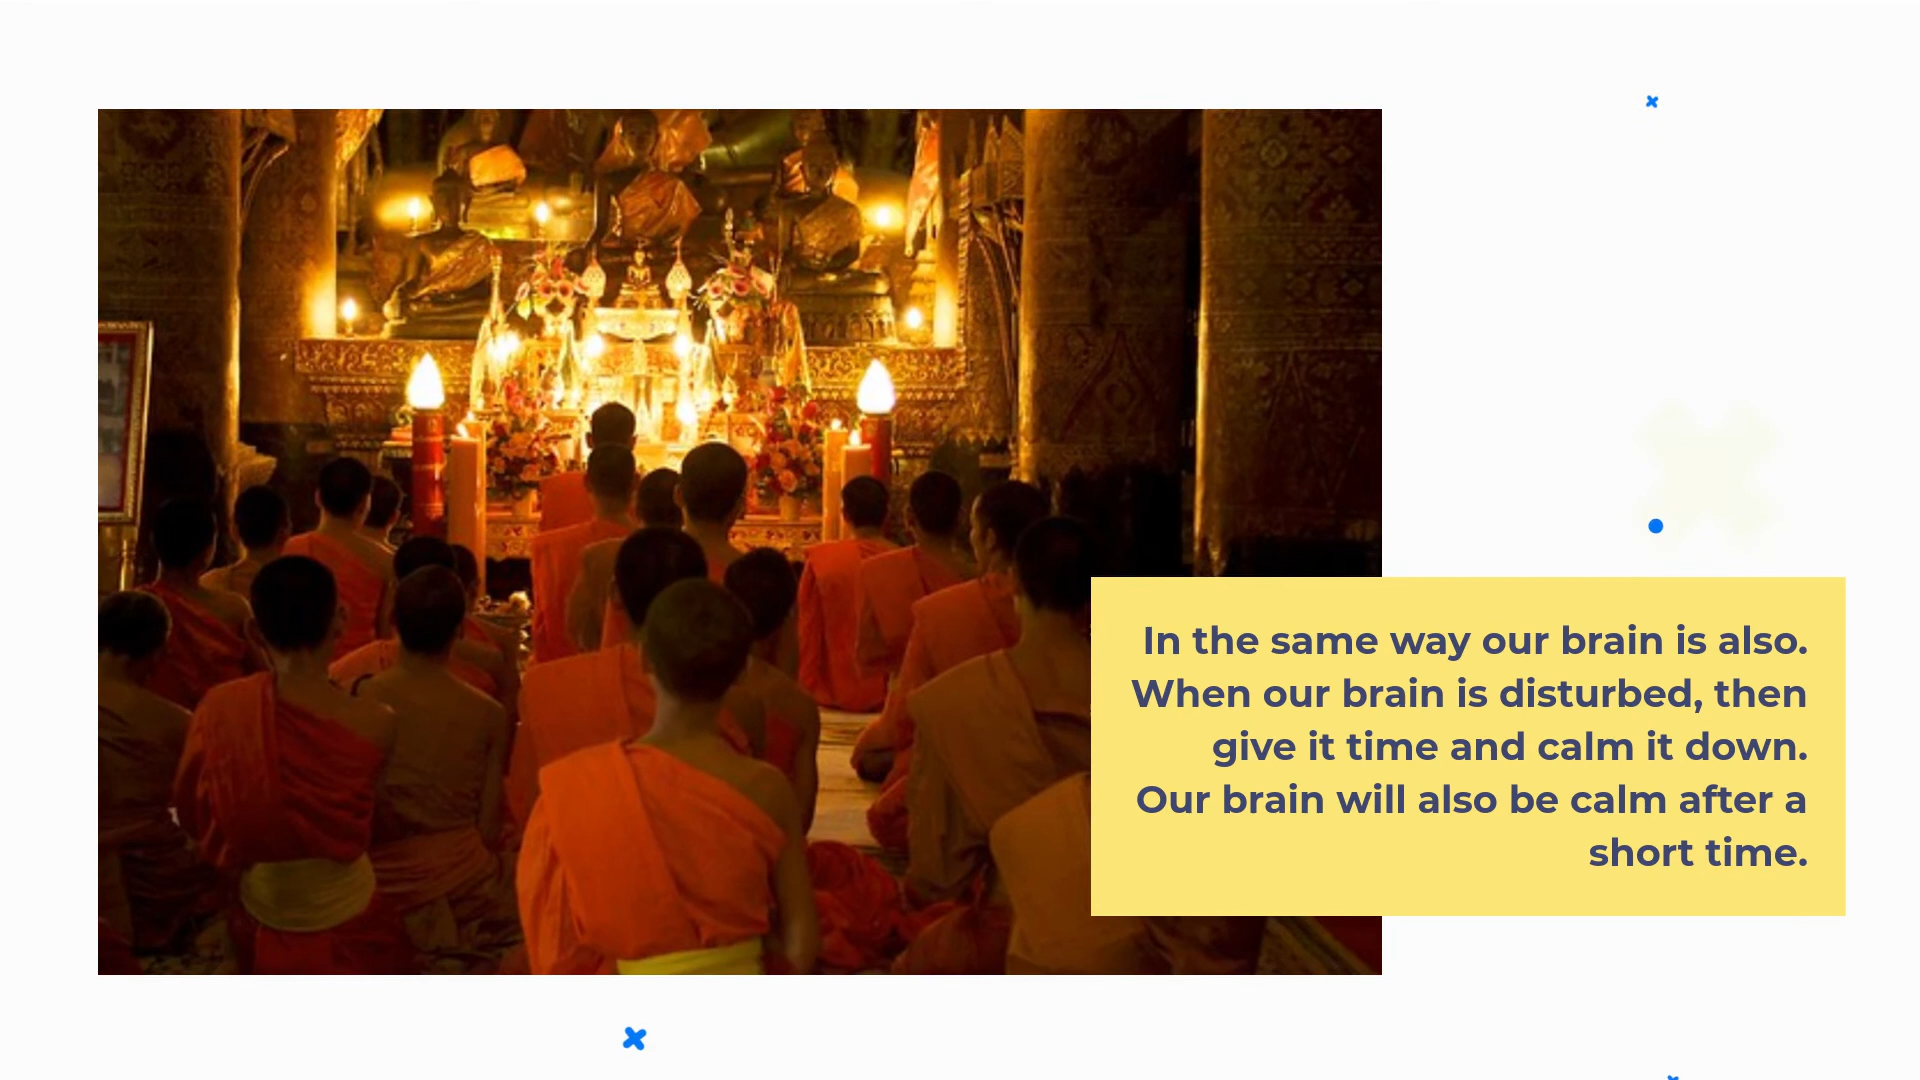 In the same way our brain is also.
When our brain is disturbed, then
give it time and calm it down.
Our brain will also be calm after a
short time.